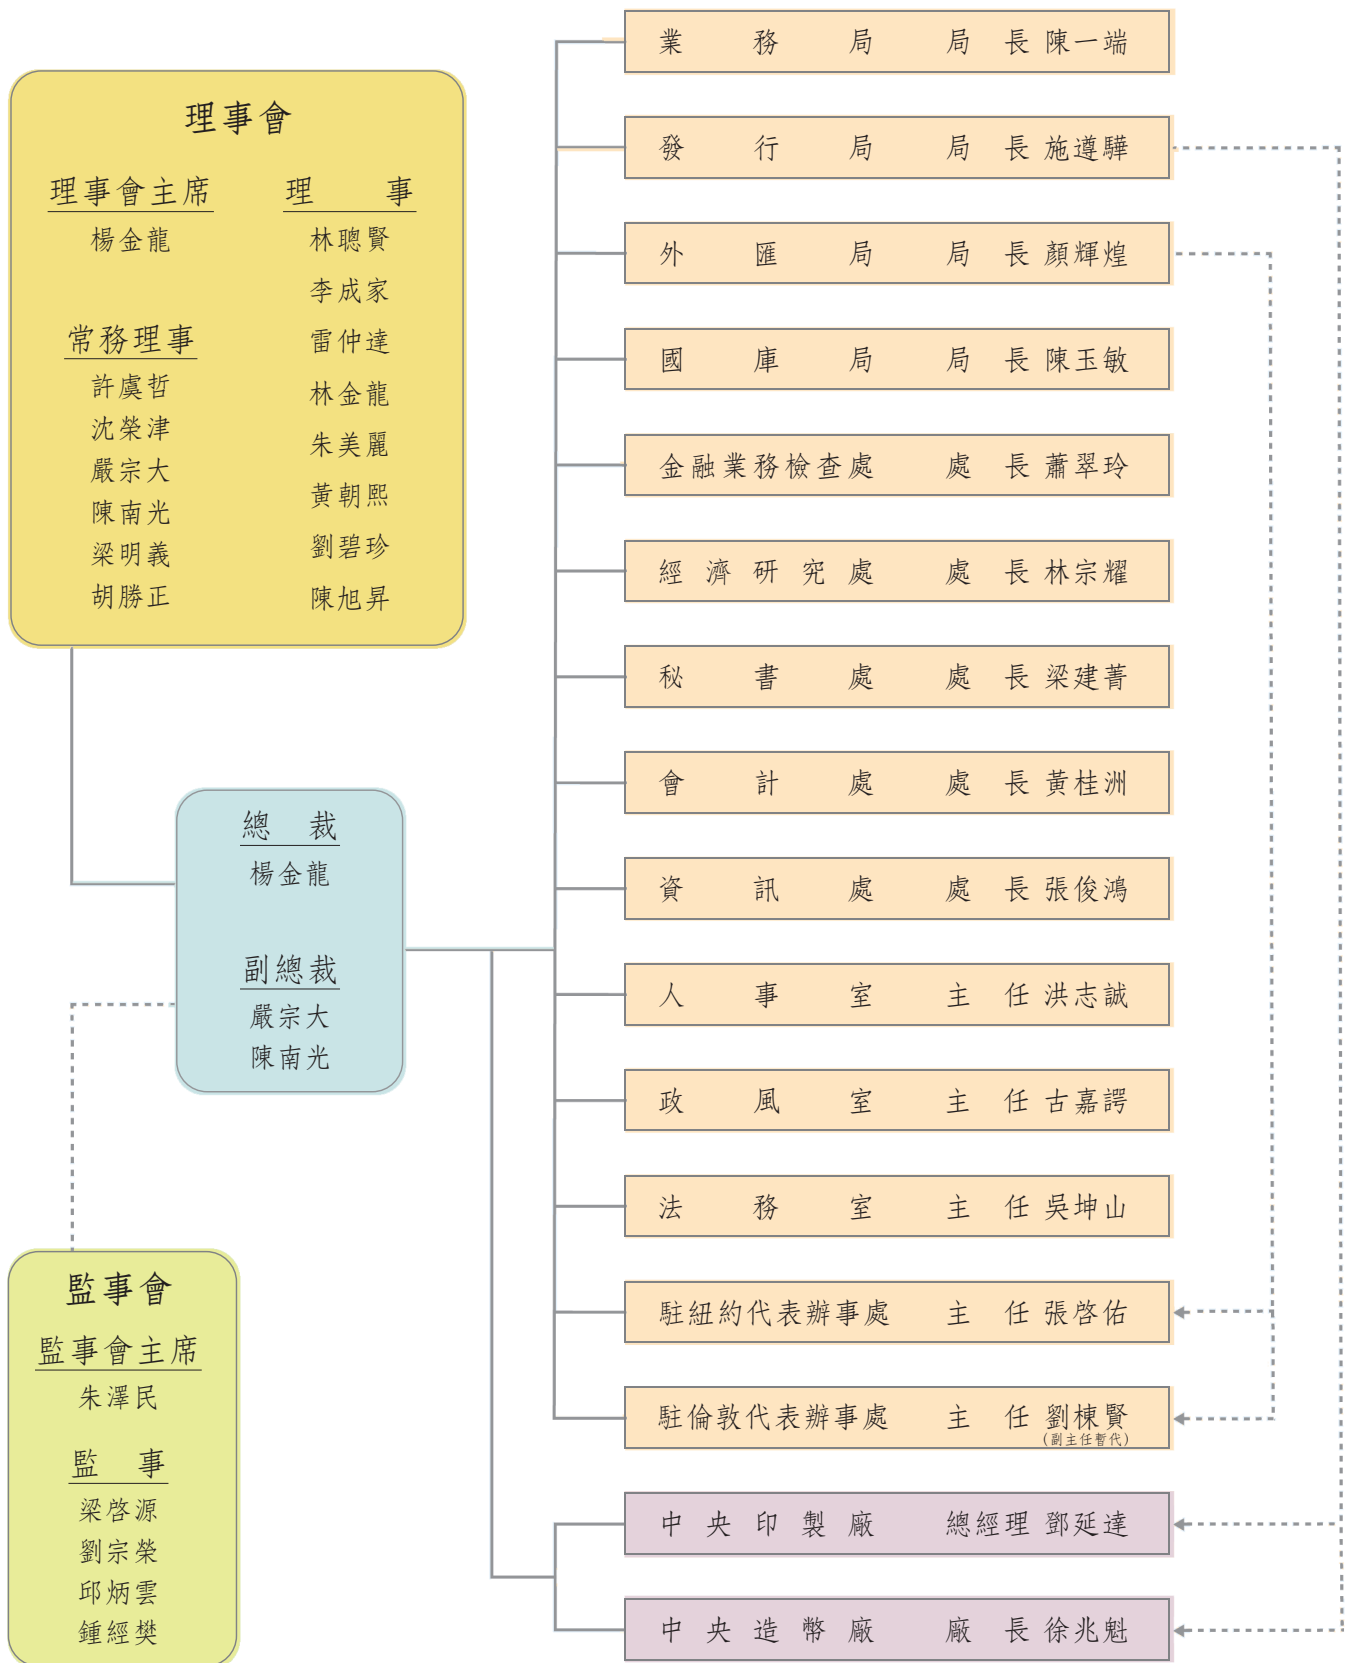 理事會
理事會主席
楊金龍
常務理事
許虞哲
沈榮津
嚴宗大
陳南光
梁明義
胡勝正
理事
林聰賢
李成家
雷仲達
林金龍
朱美麗
黃朝熙
劉碧珍
陳旭昇
總裁
楊金龍
副總裁
嚴宗大
陳南光
監事會
監事會主席
朱澤民
監事
梁啓源
劉宗榮
邱炳雲
鍾經樊
業務局 局長 陳一端
發行局 局長 施遵驊
外匯局 局長 顏輝煌
國庫局 局長 陳玉敏
金融業務檢查處 處長 蕭翠玲
經濟研究處 處長 林宗耀
秘書處 處長 梁建菁
會計處 處長 黃桂洲
資訊處 處長 張俊鴻
人事室 主任 洪志誠
政風室 主任 古嘉諤
法務室 主任 吳坤山
駐紐約代表辦事處 主任 張啓佑
駐倫敦代表辦事處 主任 劉棟賢
(副主任暫代)
中央印製廠 總經理 鄧延達
中央造幣廠 廠長 徐兆魁